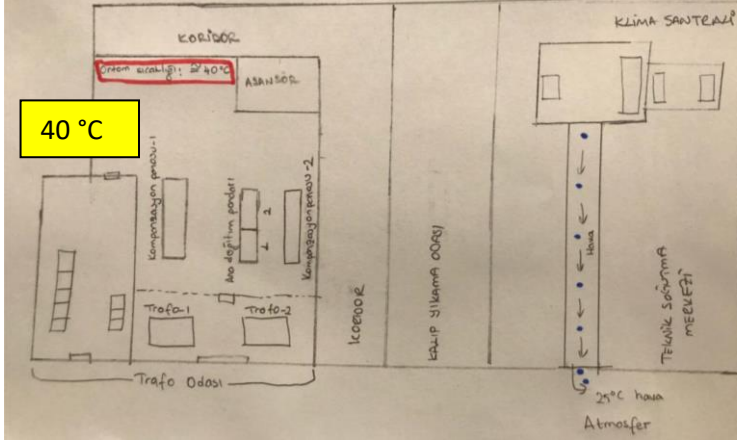 KLİMA SANTRALİ
KORİDOR
Ortam sıcaklığı: ≅ 40°C
ASANSÖR
40 °C
Kompanzasyon panosu-1
Ana dağıtım panoları
1 2
Kompanzasyon panosu-2
Trafo-1
Trafo-2
Trafo Odası
KORİDOR
KALIP YIKAMA ODASI
Hava
TEKNİK SOĞUTMA
MERKEZİ
25°C hava
Atmosfer